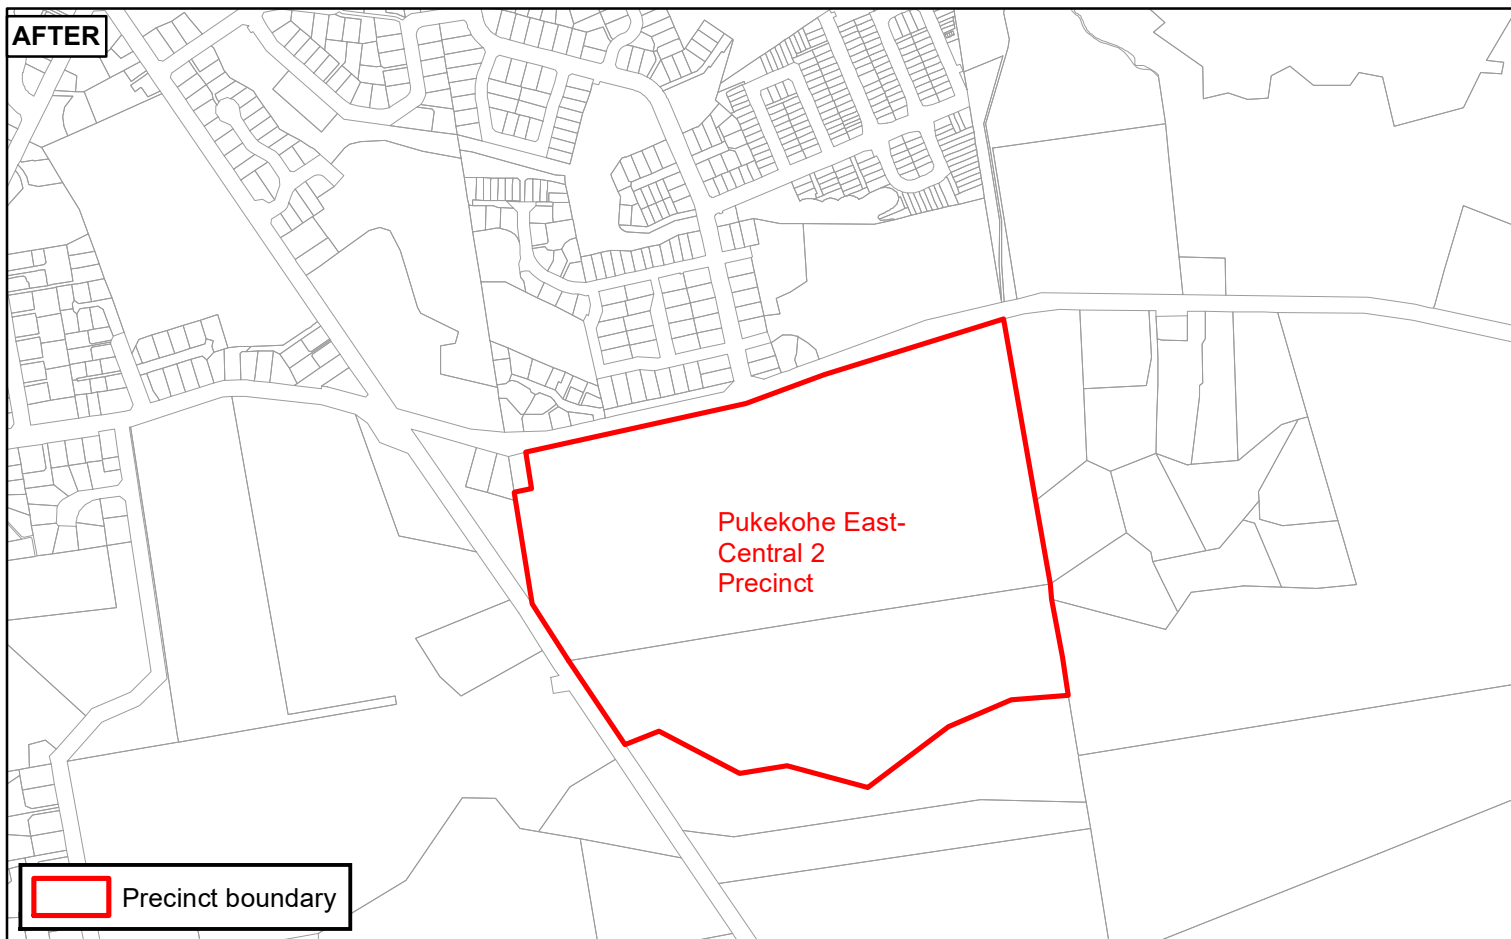 AFTER
Pukekohe East-
Central 2
Precinct
Precinct boundary